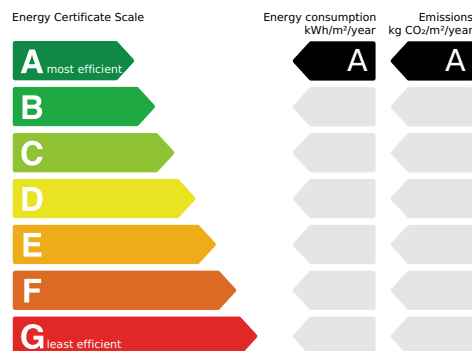 Energy Certificate Scale
Energy consumption
kWh/m²/year
Emissions
kg CO₂/m²/year
A most efficient
A
A
B
C
D
E
F
G least efficient